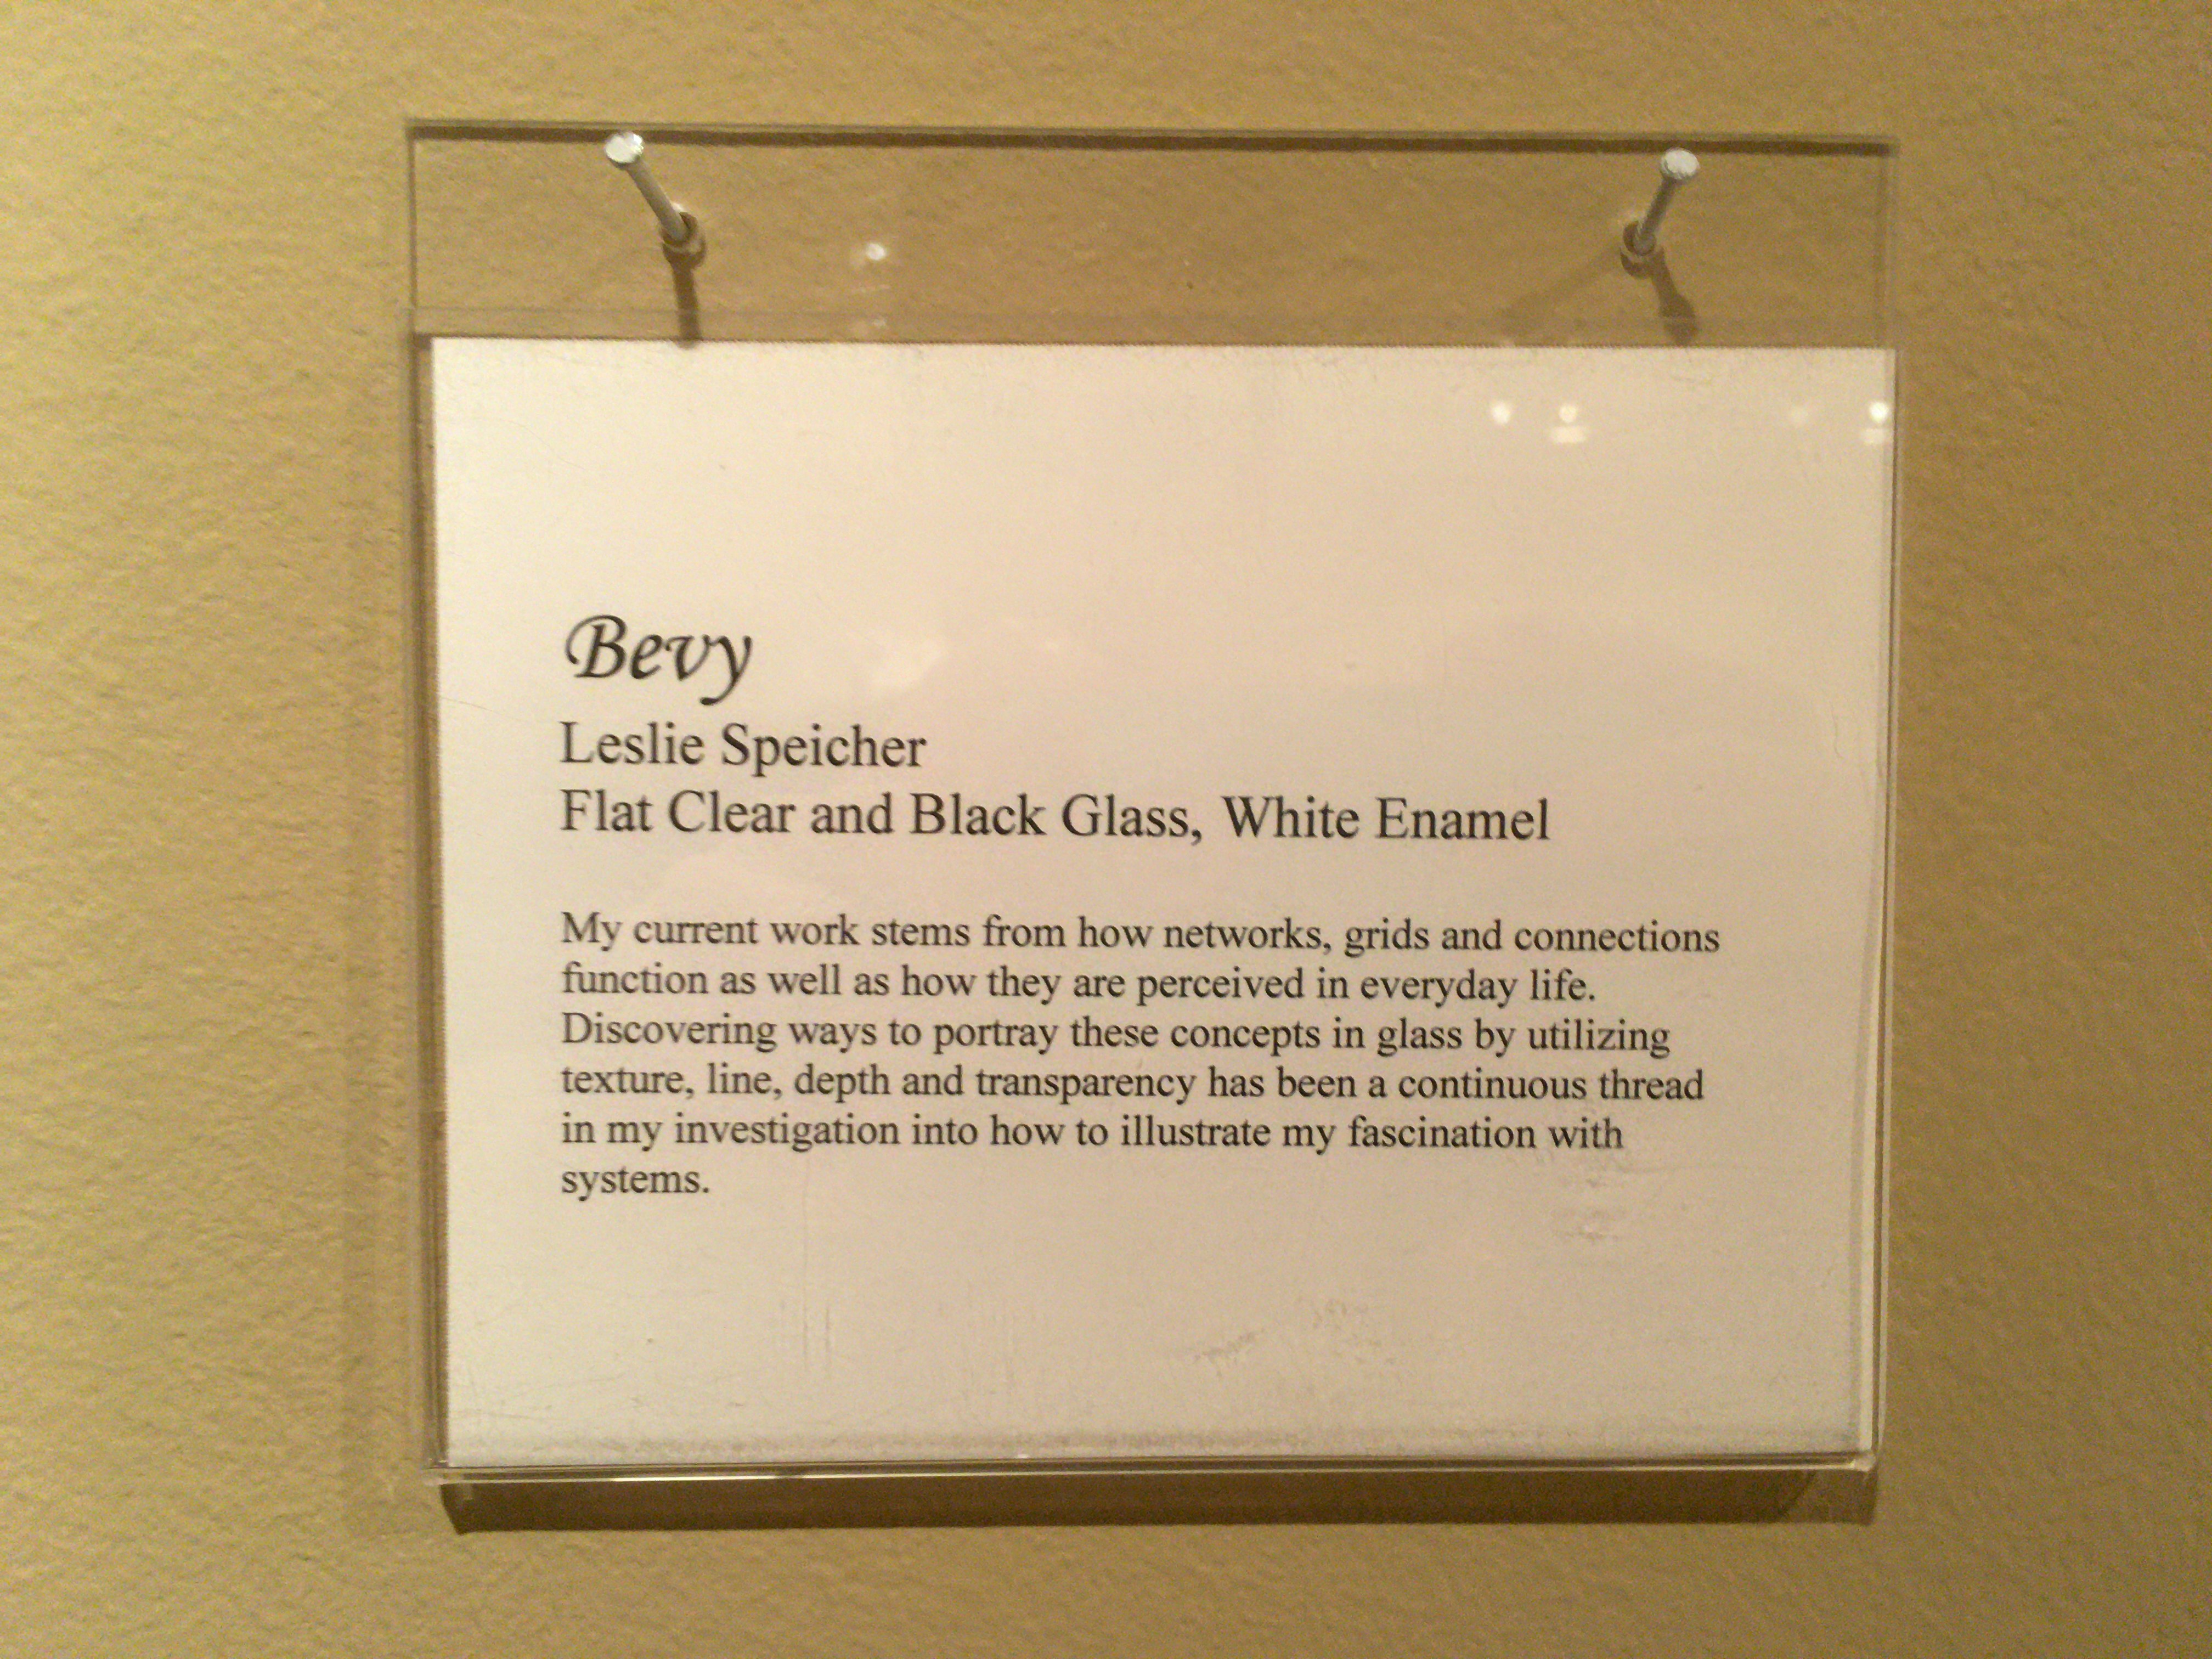 Bevy
Leslie Speicher
Flat Clear and Black Glass, White Enamel
My current work stems from how networks, grids and connections
function as well as how they are perceived in everyday life.
Discovering ways to portray these concepts in glass by utilizing
texture, line, depth and transparency has been a continuous thread
in my investigation into how to illustrate my fascination with
systems.